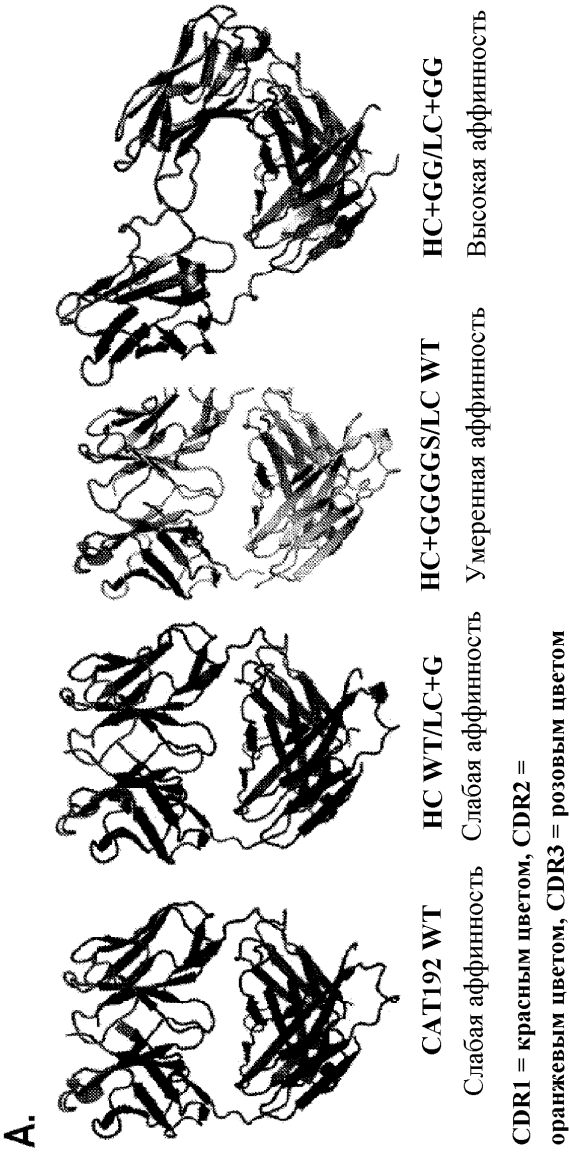 A.
CAT192 WT
Слабая аффинность
HC WT/LC+G
Слабая аффинность
HC+GGGGS/LC WT
Умеренная аффинность
HC+GG/LC+GG
Высокая аффинность
CDR1 = красным цветом, CDR2 =
оранжевым цветом, CDR3 = розовым цветом